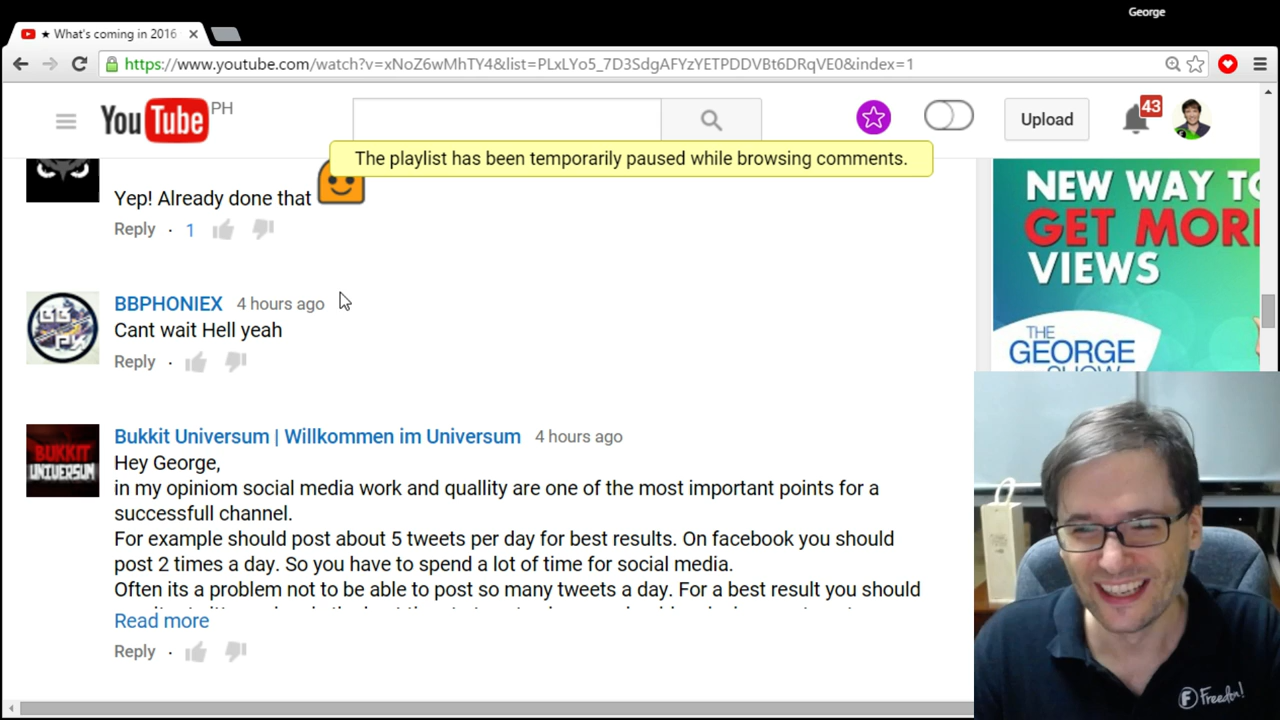 George
★ What's coming in 2016
https://www.youtube.com/watch?v=xNoZ6wMhTY4&list=PLxLYo5_7D3SdgAFYzYETPDDVBt6DRqVE0&index=1
YouTube PH
Upload
43
The playlist has been temporarily paused while browsing comments.
Yep! Already done that
Reply · 1
BBPHONIEX 4 hours ago
Cant wait Hell yeah
Reply ·
BUKKIT
UNIVERSUM
Bukkit Universum | Willkommen im Universum 4 hours ago
Hey George,
in my opiniom social media work and quallity are one of the most important points for a
successfull channel.
For example should post about 5 tweets per day for best results. On facebook you should
post 2 times a day. So you have to spend a lot of time for social media.
Often its a problem not to be able to post so many tweets a day. For a best result you should
Read more
Reply ·
NEW WAY TO
GET MORE
VIEWS
THE
GEORGE
SHOW
Freedom!